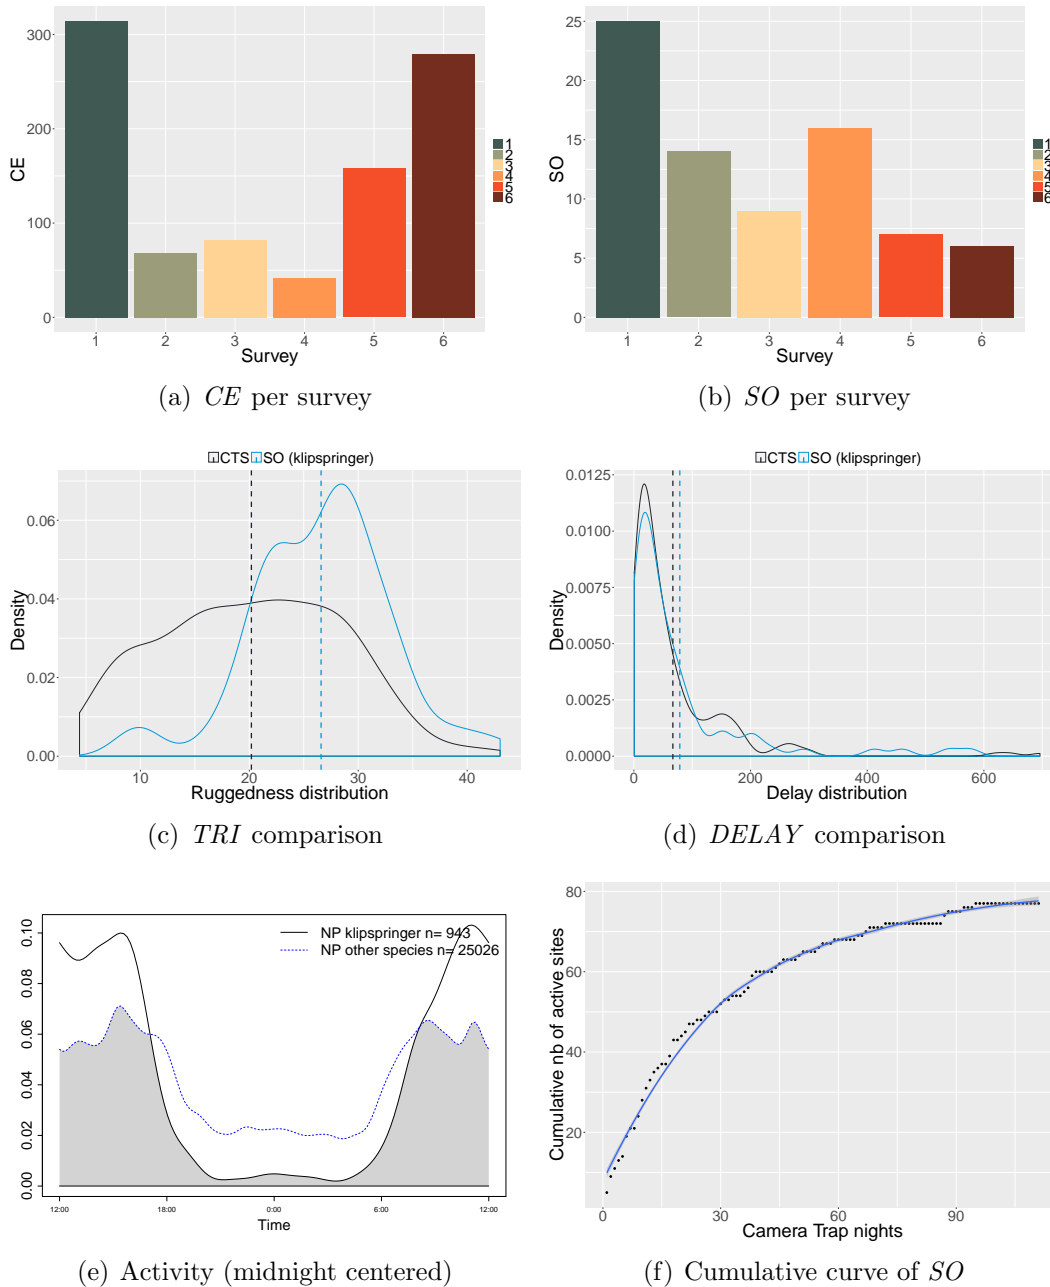 300
200
100
0
CE
1 2 3 4 5 6
Survey
1
2
3
4
5
6
(a) CE per survey
25
20
15
10
5
0
SO
1 2 3 4 5 6
Survey
1
2
3
4
5
6
(b) SO per survey
CTS SO (klipspringer)
0.06
0.04
0.02
0.00
Density
10 20 30 40
Ruggedness distribution
(c) TRI comparison
CTS SO (klipspringer)
0.0125
0.0100
0.0075
0.0050
0.0025
0.0000
Density
0 200 400 600
Delay distribution
(d) DELAY comparison
NP klipspringer n= 943
NP other species n= 25026
0.10
0.08
0.06
0.04
0.02
0.00
12:00 18:00 0:00 6:00 12:00
Time
(e) Activity (midnight centered)
80
60
40
20
Cumulative nb of active sites
0 30 60 90
Camera Trap nights
(f) Cumulative curve of SO